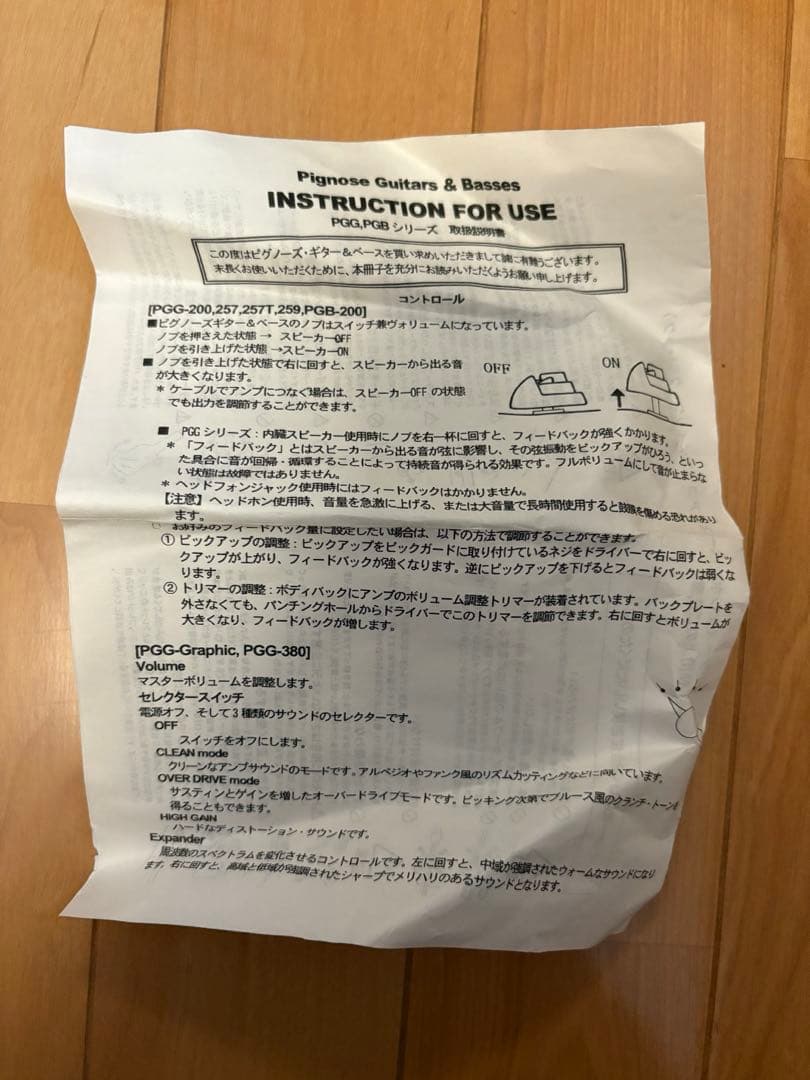 Pignose Guitars & Basses
INSTRUCTION FOR USE
PGG,PGB シリーズ 取扱説明書
この度はピグノーズ・ギター＆ベースを買い求めいただきまして誠に有難うございます。
末長くお使いいただくために、本冊子を充分にお読みいただくようお願い申し上げます。
コントロール
[PGG-200,257,257T,259,PGB-200]
■ピグノーズギター＆ベースのノブはスイッチ兼ヴォリュームになっています。
ノブを押さえた状態 → スピーカーOFF
ノブを引き上げた状態 →スピーカーON
■ ノブを引き上げた状態で右に回すと、スピーカーから出る音
が大きくなります。
＊ ケーブルでアンプにつなぐ場合は、スピーカーOFF の状態
でも出力を調節することができます。
OFF
ON
■ PGG シリーズ：内臓スピーカー使用時にノブを右一杯に回すと、フィードバックが強くかかります。
＊ 「フィードバック」とはスピーカーから出る音が弦に影響し、その弦振動をピックアップがひろう、といっ
た具合に音が回帰・循環することによって持続音が得られる効果です。フルボリュームにして音が止まらな
い状態は故障ではありません。
＊ ヘッドフォンジャック使用時にはフィードバックはかかりません。
【注意】 ヘッドホン使用時、音量を急激に上げる、または大音量で長時間使用すると鼓膜を傷める恐れがあり
ます。
お好みのフィードバック量に設定したい場合は、以下の方法で調節することができます。
① ピックアップの調整：ピックアップをピックガードに取り付けているネジをドライバーで右に回すと、ピッ
クアップが上がり、フィードバックが強くなります。逆にピックアップを下げるとフィードバックは弱くな
ります。
② トリマーの調整：ボディバックにアンプのボリューム調整トリマーが装着されています。バックプレートを
外さなくても、パンチングホールからドライバーでこのトリマーを調節できます。右に回すとボリュームが
大きくなり、フィードバックが増します。
[PGG-Graphic, PGG-380]
Volume
マスターボリュームを調整します。
セレクタースイッチ
電源オフ、そして3種類のサウンドのセレクターです。
OFF
スイッチをオフにします。
CLEAN mode
クリーンなアンプサウンドのモードです。アルペジオやファンク風のリズムカッティングなどに向いています。
OVER DRIVE mode
サスティンとゲインを増したオーバードライブモードです。ピッキング次第でブルース風のクランチ・トーンを
得ることもできます。
HIGH GAIN
ハードなディストーション・サウンドです。
Expander
周波数のスペクトラムを変化させるコントロールです。左に回すと、中域が強調されたウォームなサウンドになり
ます。右に回すと、高域と低域が強調されたシャープでメリハリのあるサウンドとなります。